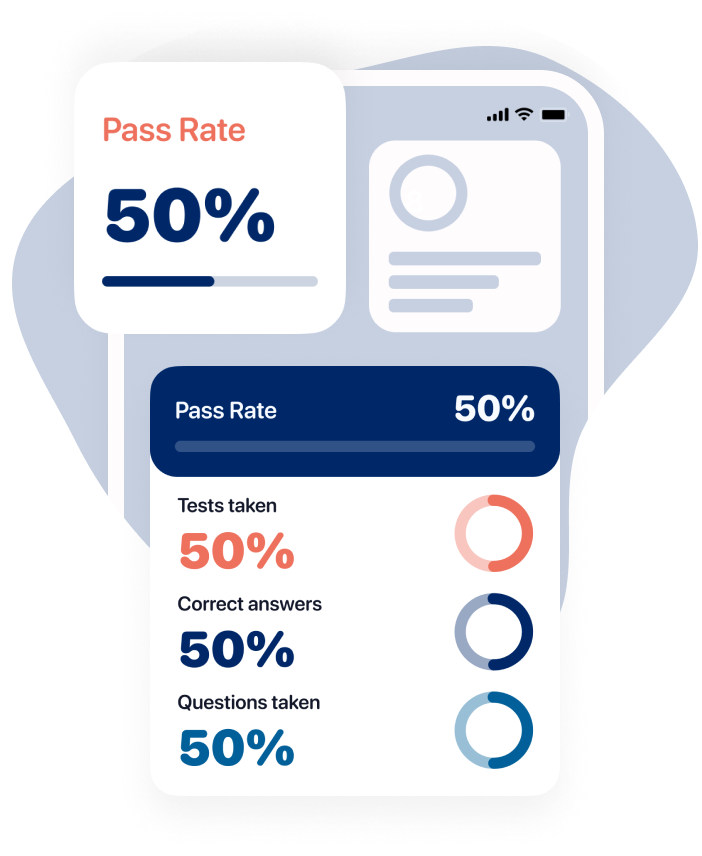 Pass Rate
50%
Pass Rate
50%
Tests taken
50%
Correct answers
50%
Questions taken
50%